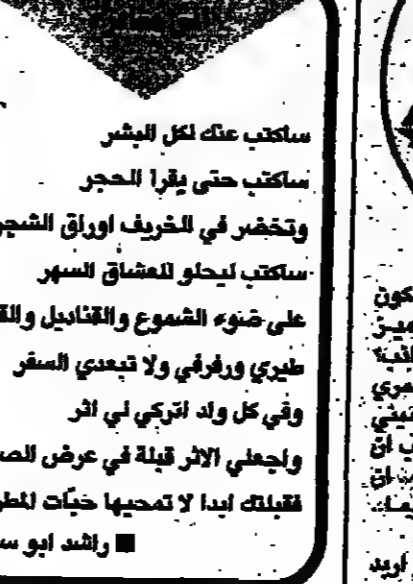 ساكتب عنك لكل البشر
ساكتب حتى يقرا الحجر
وتخضر في الخريف اوراق الشجر
ساكتب ليحلو للعشاق السهر
على ضوء الشموع والقناديل
طيري ورفرفي ولا تبعدي السفر
وفي كل ولد اتركي لي اثر
واجعلي الاثر قبلة في عرض
فقبلتك ابدا لا تمحيها حبات المطر
راشد ابو
اريد